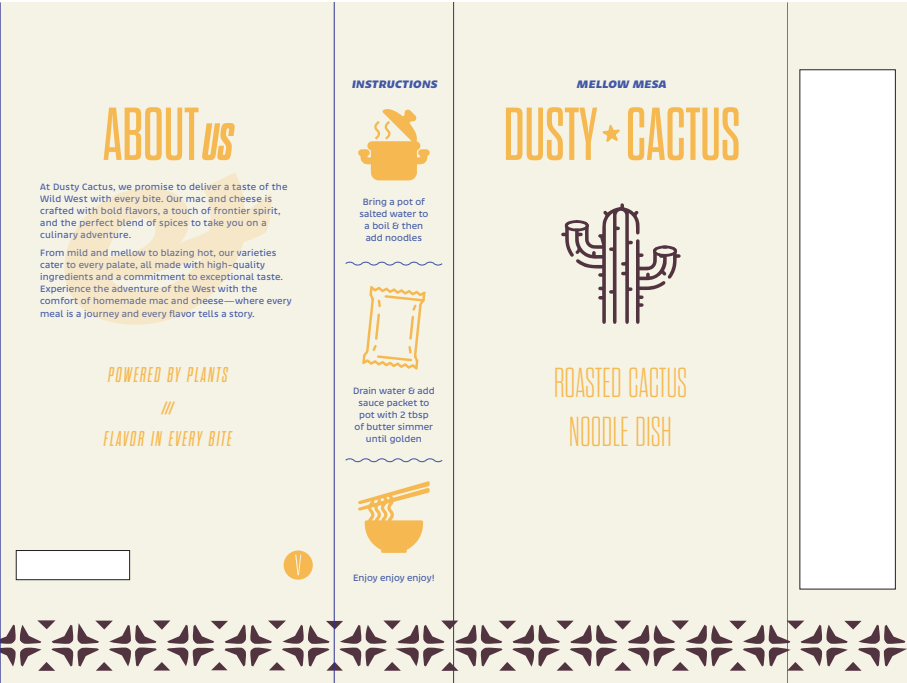 ABOUT US
At Dusty Cactus, we promise to deliver a taste of the
Wild West with every bite. Our mac and cheese is
crafted with bold flavors, a touch of frontier spirit,
and the perfect blend of spices to take you on a
culinary adventure.
From mild and mellow to blazing hot, our varieties
cater to every palate, all made with high-quality
ingredients and a commitment to exceptional taste.
Experience the adventure of the West with the
comfort of homemade mac and cheese—where every
meal is a journey and every flavor tells a story.
POWERED BY PLANTS
///
FLAVOR IN EVERY BITE
V
INSTRUCTIONS
Bring a pot of
salted water to
a boil & then
add noodles
Drain water & add
sauce packet to
pot with 2 tbsp
of butter simmer
until golden
Enjoy enjoy enjoy!
MELLOW MESA
DUSTY CACTUS
ROASTED CACTUS
NOODLE DISH